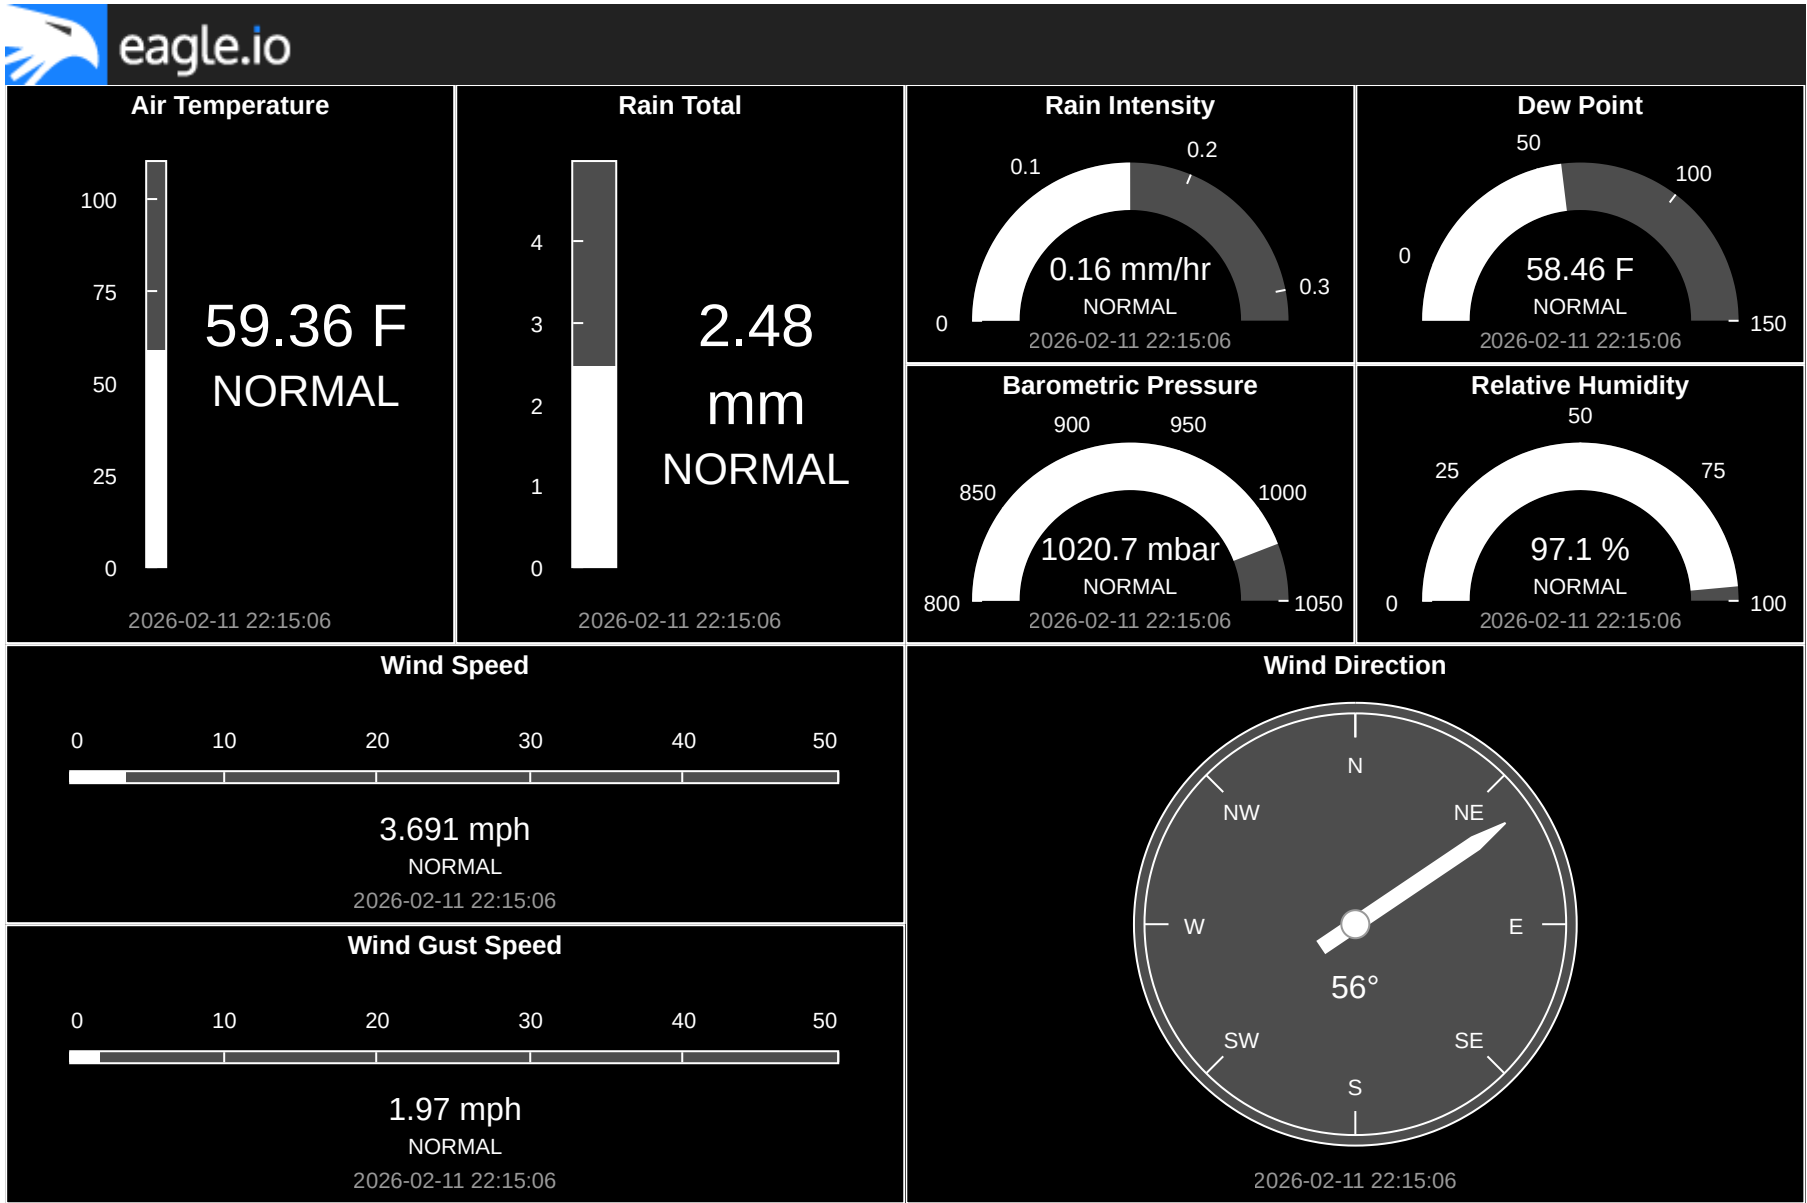 eagle.io
Air Temperature
100
75
50
25
0
59.36 F
NORMAL
2026-02-11 22:15:06
Rain Total
4
3
2
1
0
2.48
mm
NORMAL
2026-02-11 22:15:06
Rain Intensity
0
0.1
0.2
0.3
0.16 mm/hr
NORMAL
2026-02-11 22:15:06
Dew Point
0
50
100
150
58.46 F
NORMAL
2026-02-11 22:15:06
Barometric Pressure
800
850
900
950
1000
1050
1020.7 mbar
NORMAL
2026-02-11 22:15:06
Relative Humidity
0
25
50
75
100
97.1 %
NORMAL
2026-02-11 22:15:06
Wind Speed
0 10 20 30 40 50
3.691 mph
NORMAL
2026-02-11 22:15:06
Wind Gust Speed
0 10 20 30 40 50
1.97 mph
NORMAL
2026-02-11 22:15:06
Wind Direction
N
NW NE
W E
56°
SW SE
S
2026-02-11 22:15:06